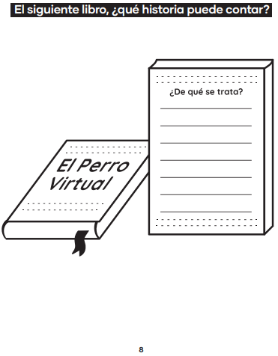 El siguiente libro, ¿qué historia puede contar?
¿De qué se trata?
El Perro
Virtual
8